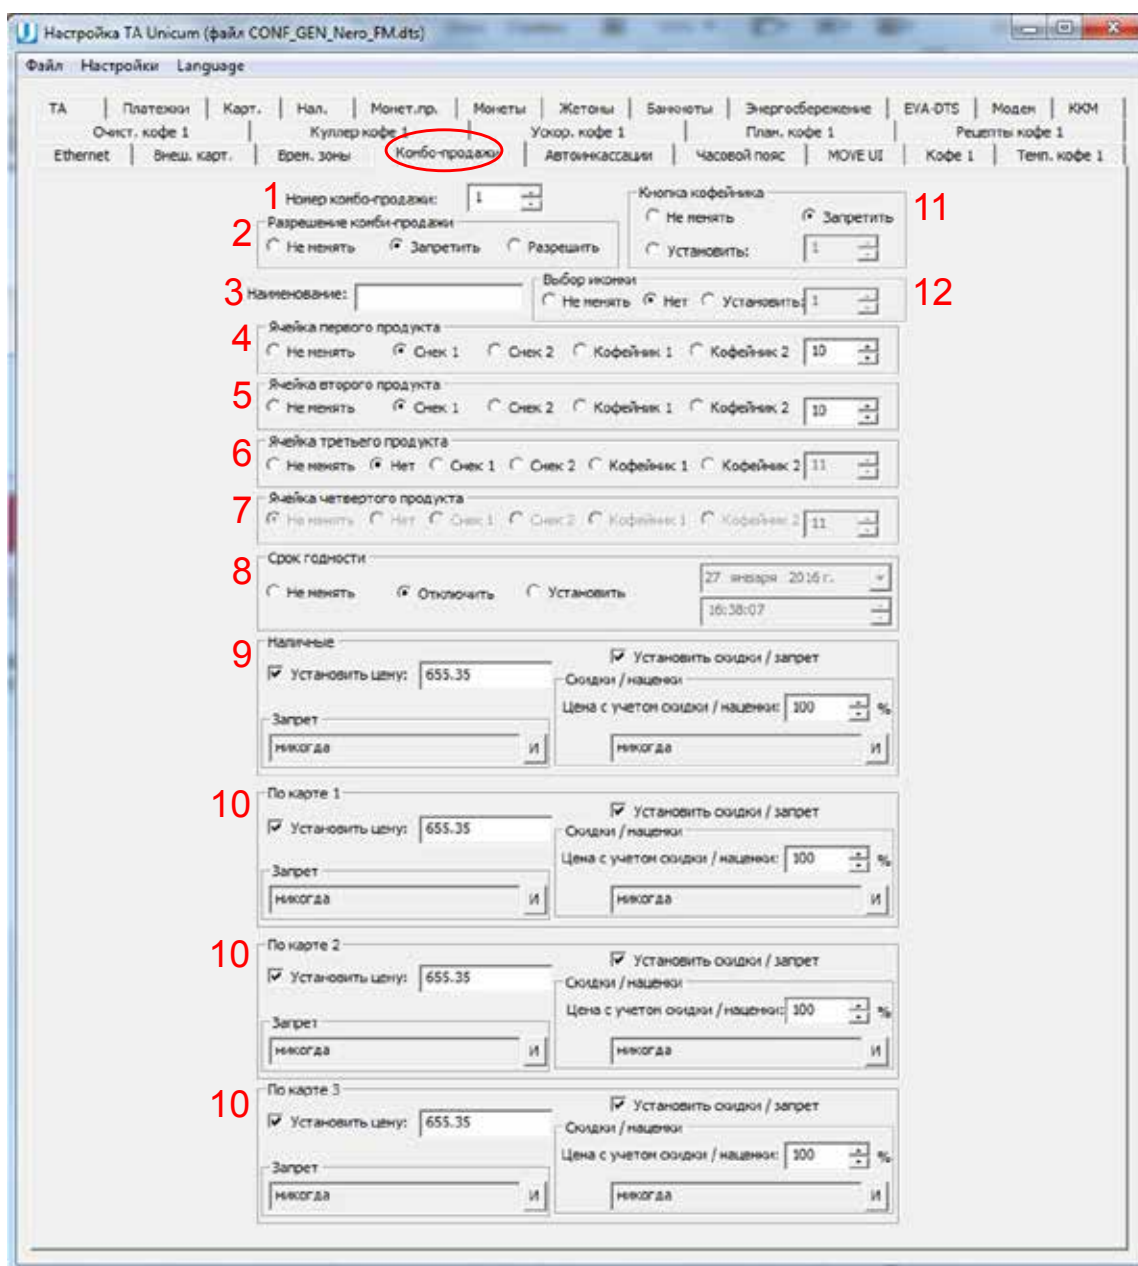 Настройка TA Unicum (файл CONF_GEN_Nero_FM.dts)
Файл Настройки Language
TA Платежки Карт. Нал. Монет.пр. Монеты Жетоны Банкноты Энергосбережение EVA-DTS Модем ККМ
Очист. кофе 1 Куллер кофе 1 Ускор. кофе 1 План. кофе 1 Рецепты кофе 1
Ethernet Внеш. карт. Врем. зоны Комбо-продажи Автоинкассации Часовой пояс MOVE UI Кофе 1 Темп. кофе 1
1 Номер комбо-продажи: 1
Кнопка кофейника
Не менять Запретить 11
Установить: 1
2 Разрешение комби-продажи
Не менять Запретить Разрешить
3 Наименование:
Выбор иконки
Не менять Нет Установить: 1 12
4 Ячейка первого продукта
Не менять Снек 1 Снек 2 Кофейник 1 Кофейник 2 10
5 Ячейка второго продукта
Не менять Снек 1 Снек 2 Кофейник 1 Кофейник 2 10
6 Ячейка третьего продукта
Не менять Нет Снек 1 Снек 2 Кофейник 1 Кофейник 2 11
7 Ячейка четвертого продукта
Не менять Нет Снек 1 Снек 2 Кофейник 1 Кофейник 2 11
8 Срок годности
Не менять Отключить Установить
27 января 2016 г.
16:38:07
9 Наличные
Установить цену: 655.35
Установить скидки / запрет
Скидки / наценки
Цена с учетом скидки / наценки: 100 %
Запрет
никогда И
никогда И
10 По карте 1
Установить цену: 655.35
Установить скидки / запрет
Скидки / наценки
Цена с учетом скидки / наценки: 100 %
Запрет
никогда И
никогда И
10 По карте 2
Установить цену: 655.35
Установить скидки / запрет
Скидки / наценки
Цена с учетом скидки / наценки: 100 %
Запрет
никогда И
никогда И
10 По карте 3
Установить цену: 655.35
Установить скидки / запрет
Скидки / наценки
Цена с учетом скидки / наценки: 100 %
Запрет
никогда И
никогда И